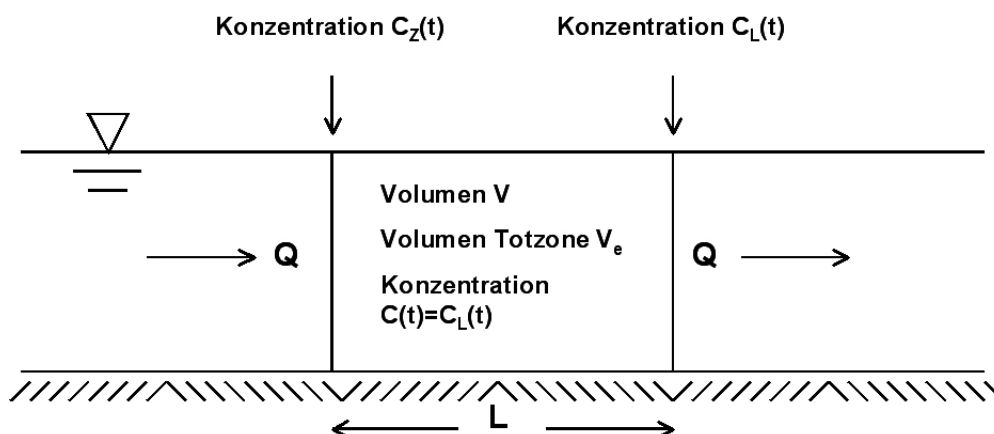 Konzentration C_Z(t)
Konzentration C_L(t)
Volumen V
Volumen Totzone V_e
Konzentration
C(t)=C_L(t)
Q
Q
L